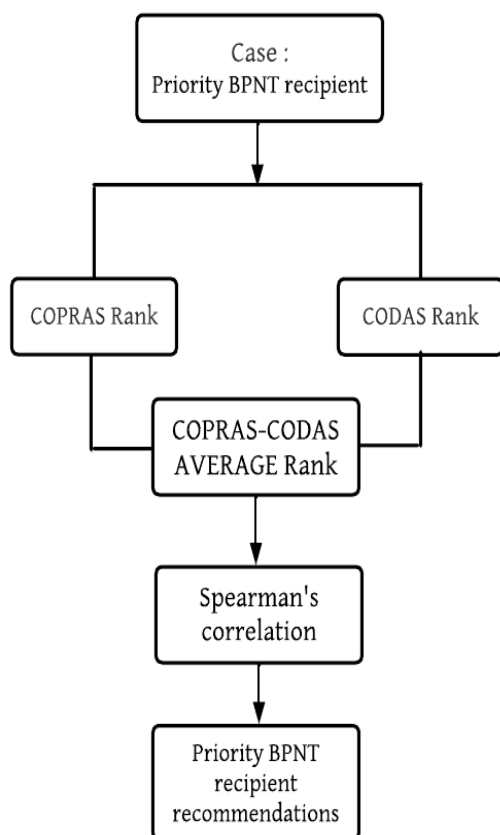 Case :
Priority BPNT recipient
COPRAS Rank
CODAS Rank
COPRAS-CODAS
AVERAGE Rank
Spearman's
correlation
Priority BPNT
recipient
recommendations